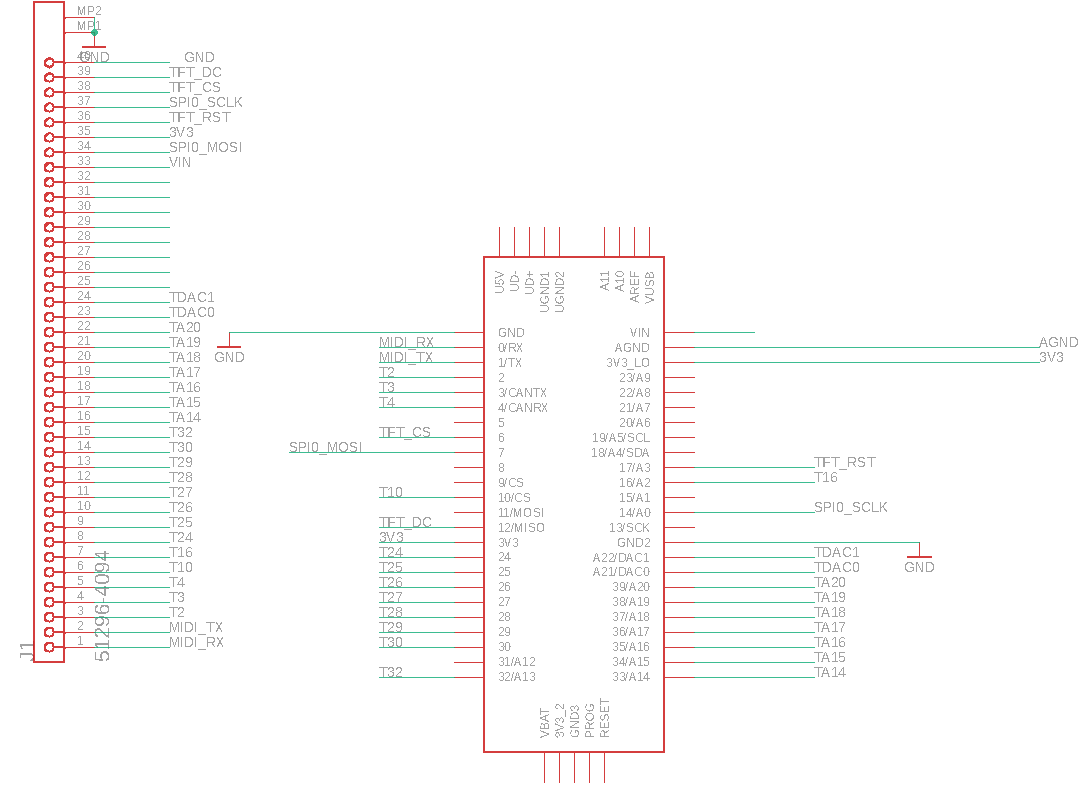 MP2
MP1
GND
40 GND
39 TFT_DC
38 TFT_CS
37 SPI0_SCLK
36 TFT_RST
35 3V3
34 SPI0_MOSI
33 VIN
32
31
30
29
28
27
26
25
24 TDAC1
23 TDAC0
22 TA20
21 TA19
20 TA18
19 TA17
18 TA16
17 TA15
16 TA14
15 T32
14 T30
13 T29
12 T28
11 T27
10 T26
9 T25
8 T24
7 T16
6 T10
5 T4
4 T3
3 T2
2 MIDI_TX
1 MIDI_RX
J1
51296-4094
U5V
UD-
UD+
UGND1
UGND2
A11
A10
AREF
VUSB
GND
GND
MIDI_RX 0/RX
MIDI_TX 1/TX
T2 2
T3 3/CANTX
T4 4/CANRX
5
TFT_CS 6
SPI0_MOSI 7
8
9/CS
T10 10/CS
11/MOSI
TFT_DC 12/MISO
3V3 3V3
T24 24
T25 25
T26 26
T27 27
T28 28
T29 29
T30 30
31/A12
T32 32/A13
VIN
AGND AGND
3V3_LO 3V3
23/A9
22/A8
21/A7
20/A6
19/A5/SCL
18/A4/SDA
17/A3 TFT_RST
16/A2 T16
15/A1
14/A0 SPI0_SCLK
13/SCK
GND2
GND
A22/DAC1 TDAC1
A21/DAC0 TDAC0
39/A20 TA20
38/A19 TA19
37/A18 TA18
36/A17 TA17
35/A16 TA16
34/A15 TA15
33/A14 TA14
VBAT
3V3_2
GND3
PROG
RESET